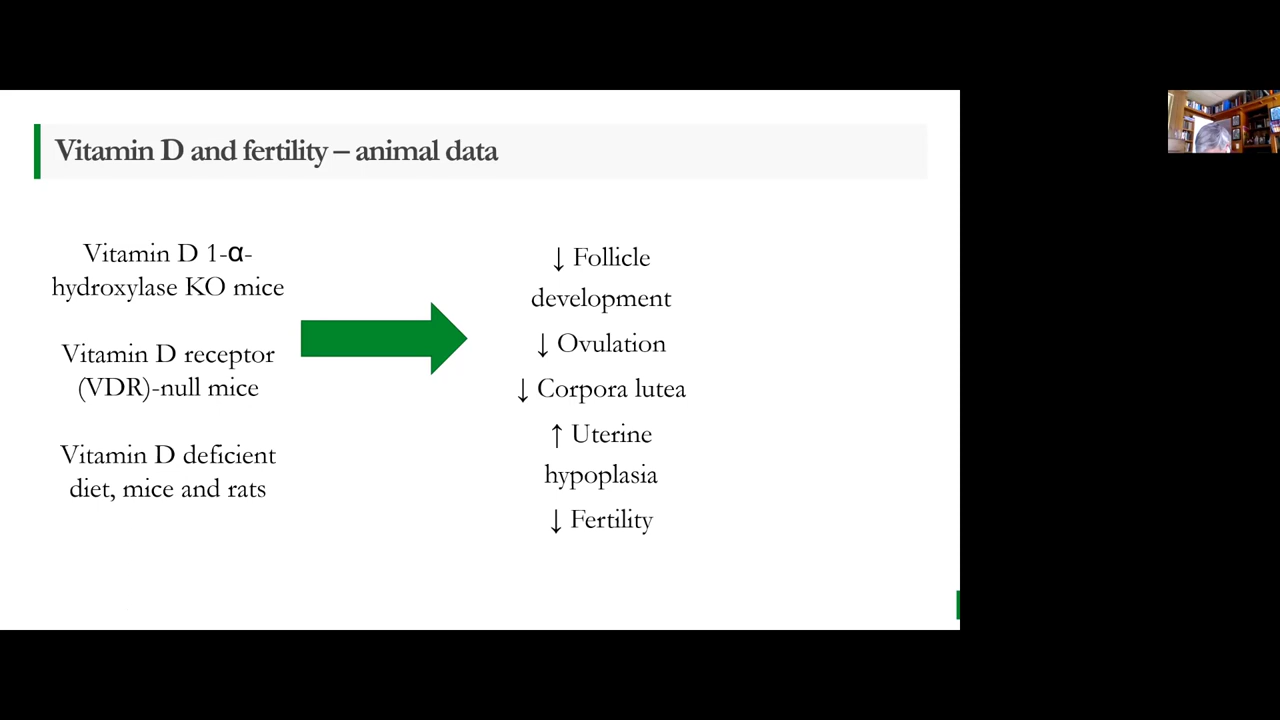 Vitamin D and fertility – animal data
Vitamin D 1-α-
hydroxylase KO mice
Vitamin D receptor
(VDR)-null mice
Vitamin D deficient
diet, mice and rats
↓ Follicle
development
↓ Ovulation
↓ Corpora lutea
↑ Uterine
hypoplasia
↓ Fertility